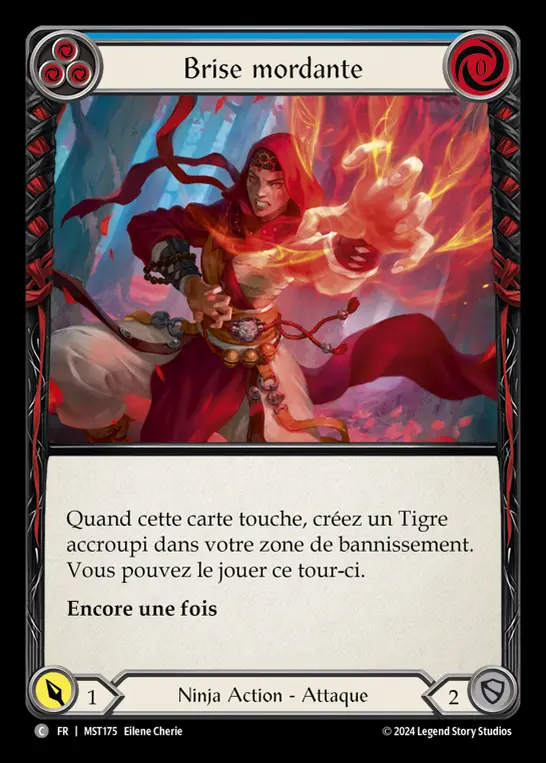 Brise mordante
0
Quand cette carte touche, créez un Tigre
accroupi dans votre zone de bannissement.
Vous pouvez le jouer ce tour-ci.
Encore une fois
1
Ninja Action - Attaque
2
C FR | MST175 Eilene Cherie
© 2024 Legend Story Studios